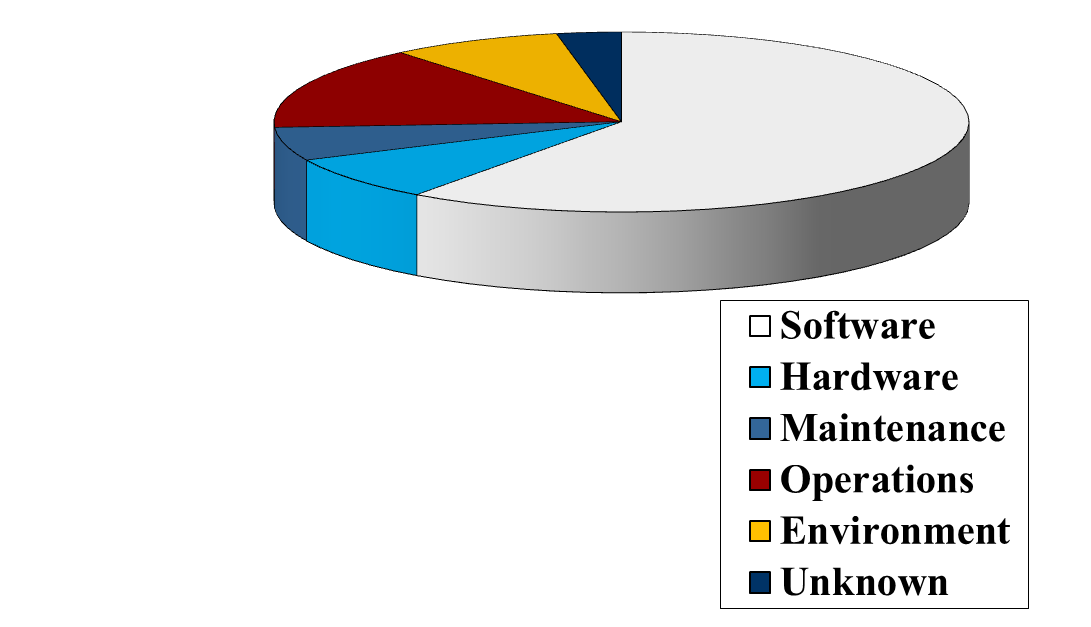 Software
Hardware
Maintenance
Operations
Environment
Unknown